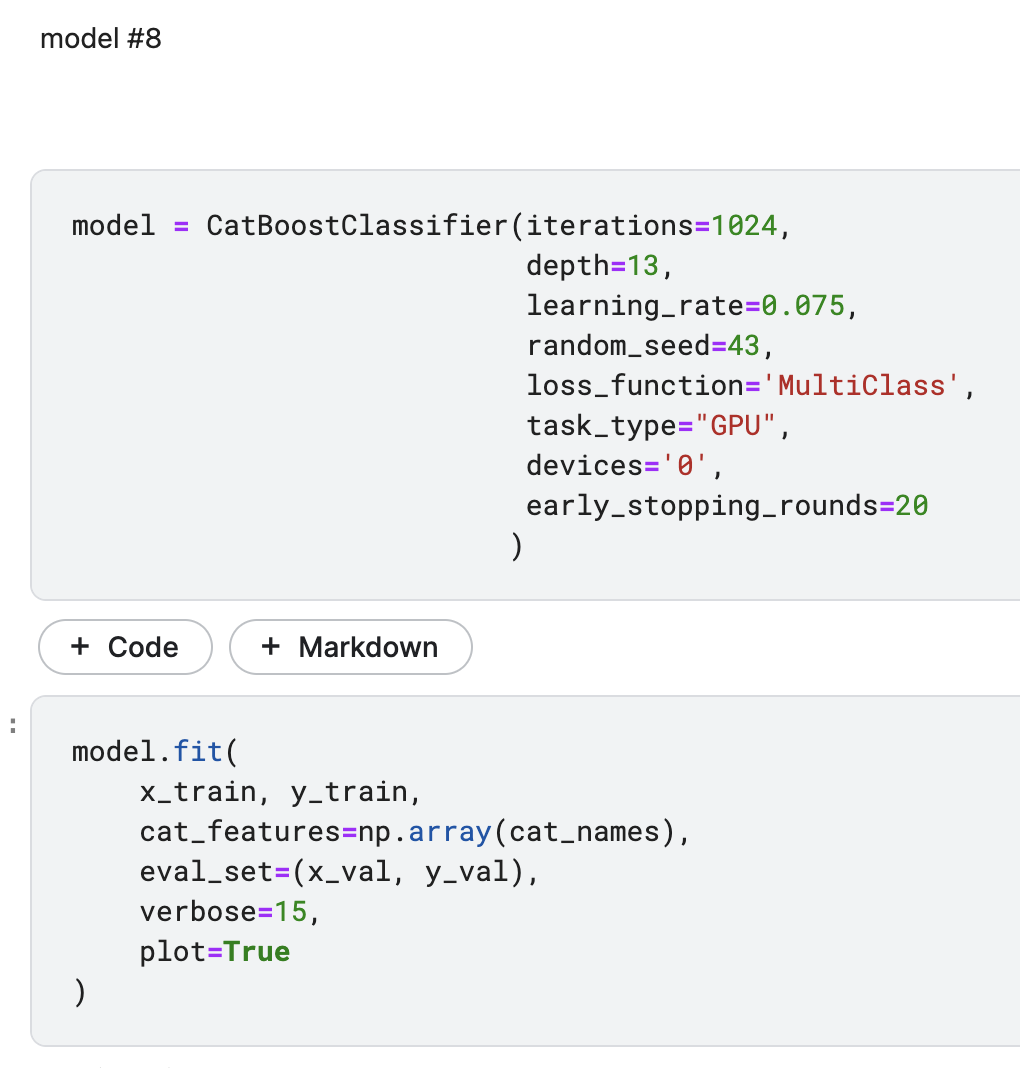 model #8
model = CatBoostClassifier(iterations=1024,
depth=13,
learning_rate=0.075,
random_seed=43,
loss_function='MultiClass',
task_type="GPU",
devices='0',
early_stopping_rounds=20
)
+ Code + Markdown
:
model.fit(
x_train, y_train,
cat_features=np.array(cat_names),
eval_set=(x_val, y_val),
verbose=15,
plot=True
)